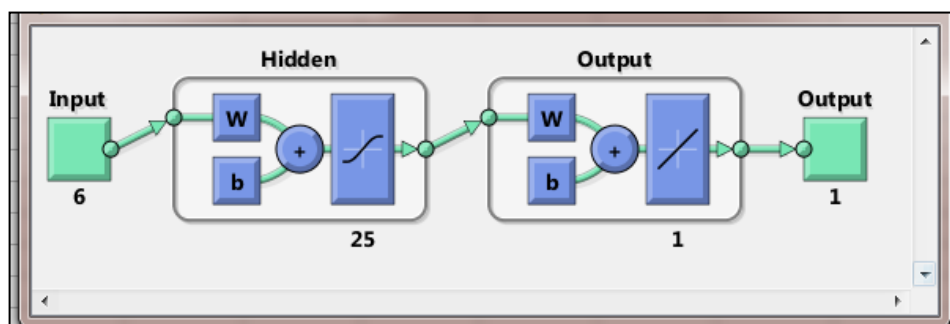 Hidden Output
Input Output
W + W +
b b
6 1
25 1